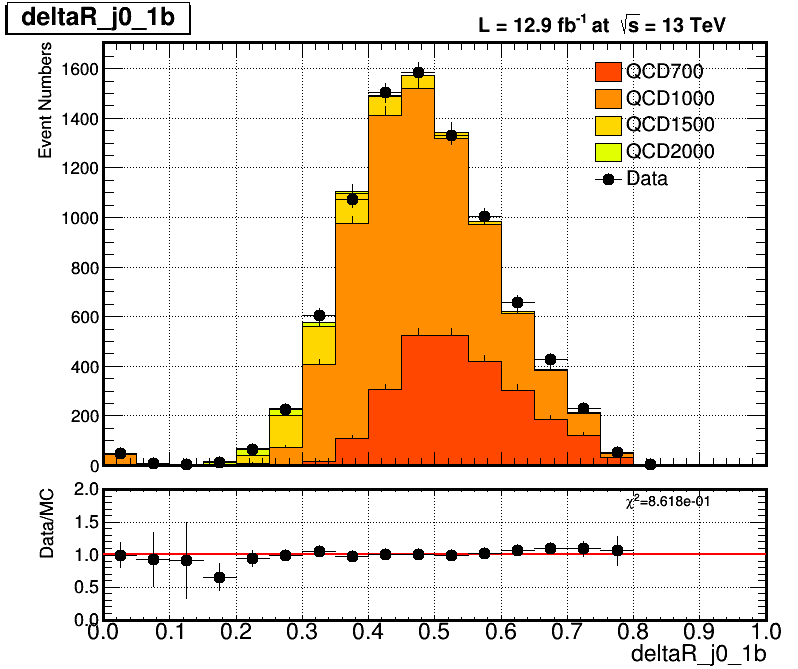 deltaR_j0_1b
L = 12.9 fb⁻¹ at √s = 13 TeV
Event Numbers
1600
1400
1200
1000
800
600
400
200
0
QCD700
QCD1000
QCD1500
QCD2000
Data
Data/MC
2.0
1.5
1.0
0.5
0.0
χ²=8.618e-01
0.0 0.1 0.2 0.3 0.4 0.5 0.6 0.7 0.8 0.9 1.0
deltaR_j0_1b